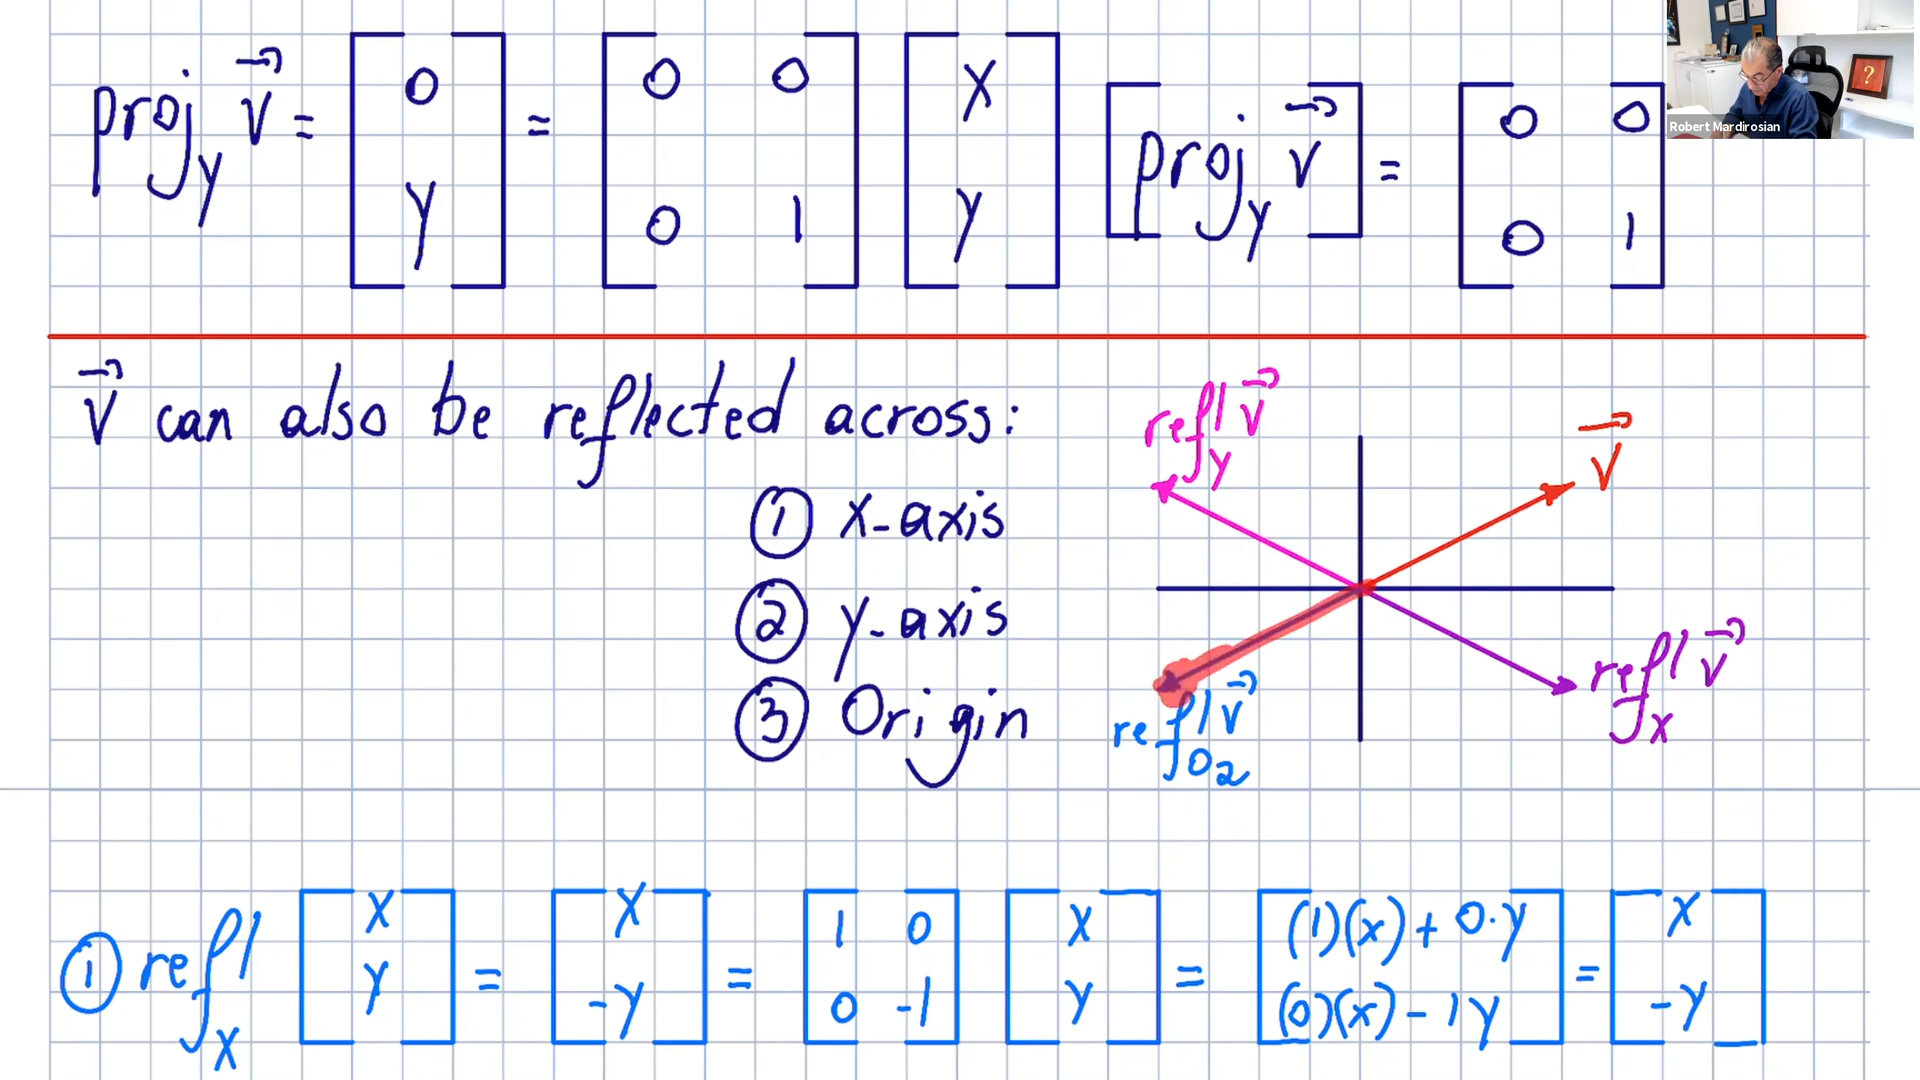 proj_y v⃗ = [0 y] = [0 0 0 1] [x y] [proj_y v⃗] = [0 0 0 1]
Robert Mardirosian
?
v⃗ can also be reflected across:
① x-axis
② y-axis
③ Origin
refl_y v⃗
v⃗
refl_x v⃗
refl_O₂ v⃗
① refl_x [x y] = [x -y] = [1 0 0 -1] [x y] = [(1)(x) + 0·y (0)(x) - 1y] = [x -y]